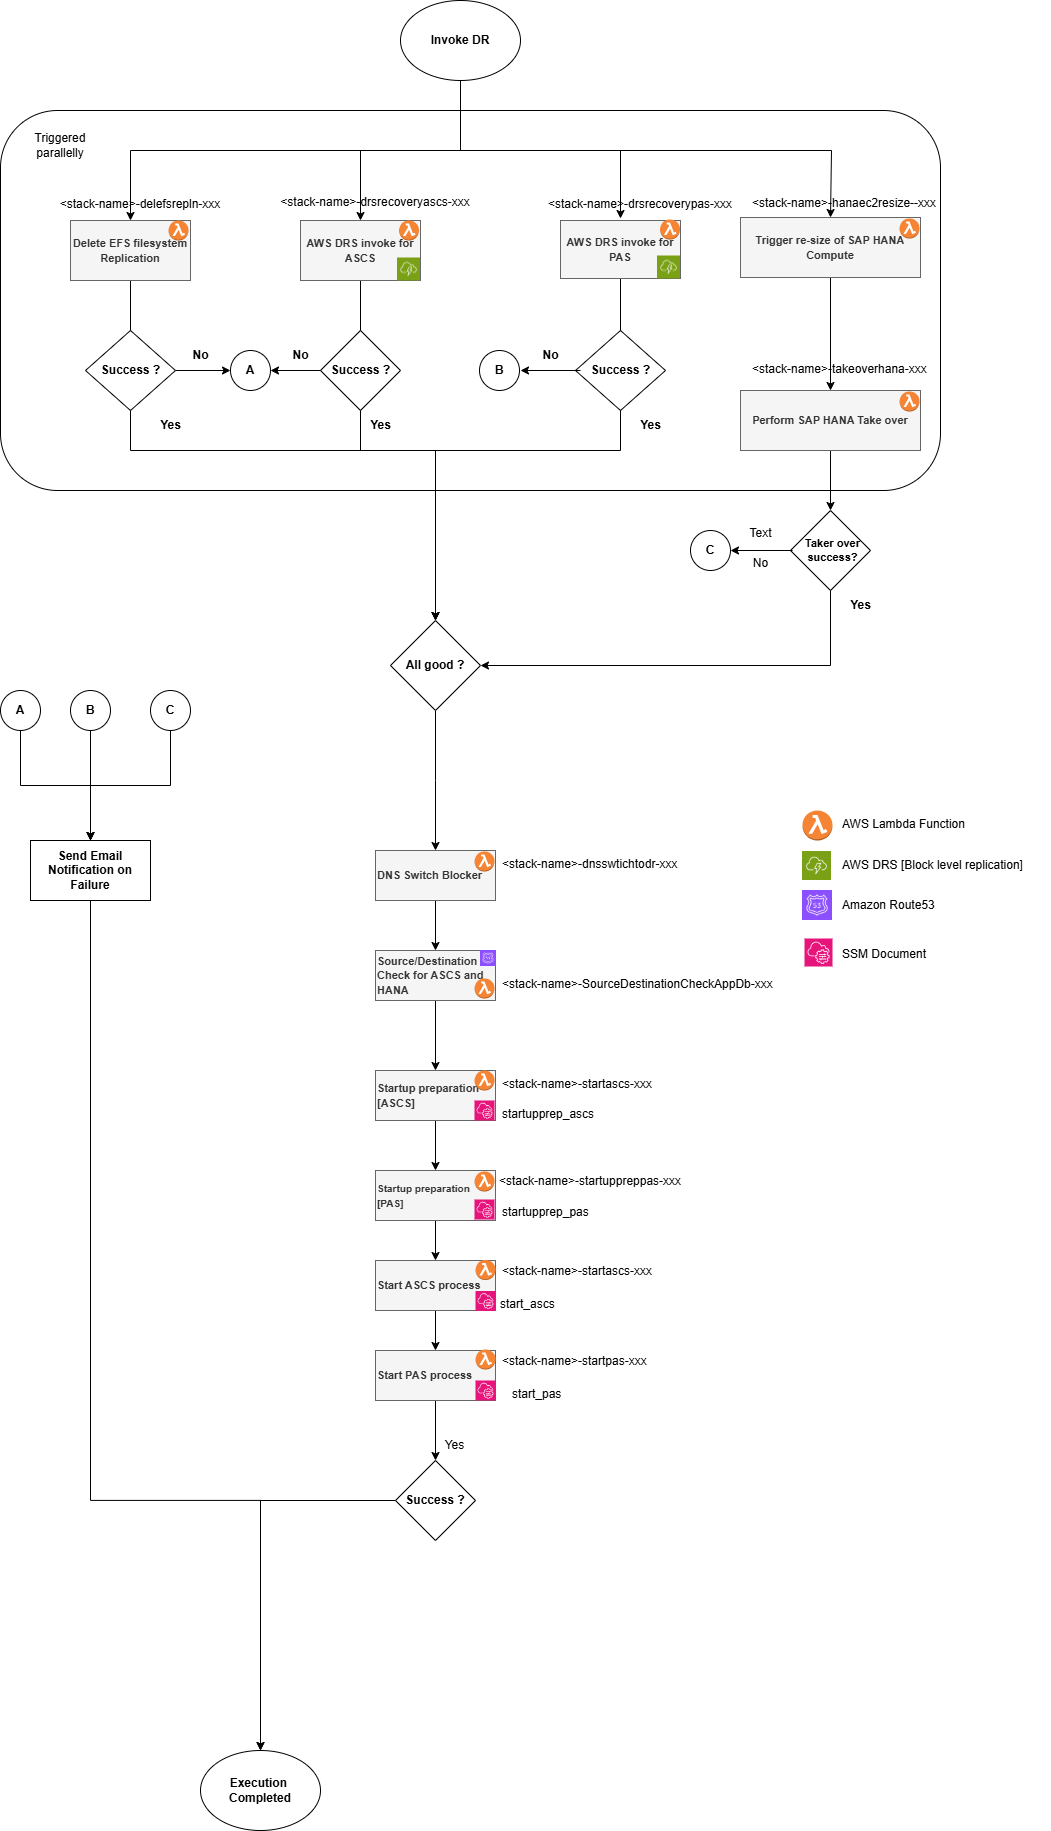 Invoke DR
Triggered
parallelly
<stack-name>-delefsrepln-xxx
<stack-name>-drsrecoveryascs-xxx
<stack-name>-drsrecoverypas-xxx
<stack-name>-hanaec2resize--xxx
Delete EFS filesystem
Replication
AWS DRS invoke for
ASCS
AWS DRS invoke for
PAS
Trigger re-size of SAP HANA
Compute
Success ?
No
A
No
Success ?
B
No
Success ?
<stack-name>-takeoverhana-xxx
Perform SAP HANA Take over
Yes
Yes
Yes
C
Text
No
Taker over
success?
Yes
All good ?
A
B
C
Send Email
Notification on
Failure
AWS Lambda Function
AWS DRS [Block level replication]
53
Amazon Route53
SSM Document
DNS Switch Blocker
<stack-name>-dnsswtichtodr-xxx
Source/Destination
Check for ASCS and
HANA
<stack-name>-SourceDestinationCheckAppDb-xxx
Startup preparation
[ASCS]
<stack-name>-startascs-xxx
startupprep_ascs
Startup preparation
[PAS]
<stack-name>-startuppreppas-xxx
startupprep_pas
Start ASCS process
<stack-name>-startascs-xxx
start_ascs
Start PAS process
<stack-name>-startpas-xxx
start_pas
Yes
Success ?
Execution
Completed